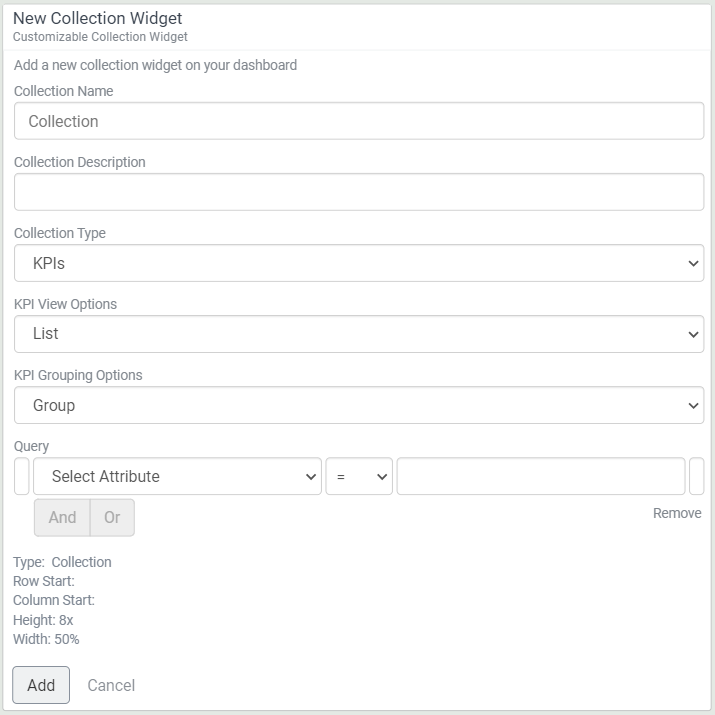 New Collection Widget
Customizable Collection Widget
Add a new collection widget on your dashboard
Collection Name
Collection
Collection Description
Collection Type
KPIs
KPI View Options
List
KPI Grouping Options
Group
Query
Select Attribute =
And Or Remove
Type: Collection
Row Start:
Column Start:
Height: 8x
Width: 50%
Add Cancel